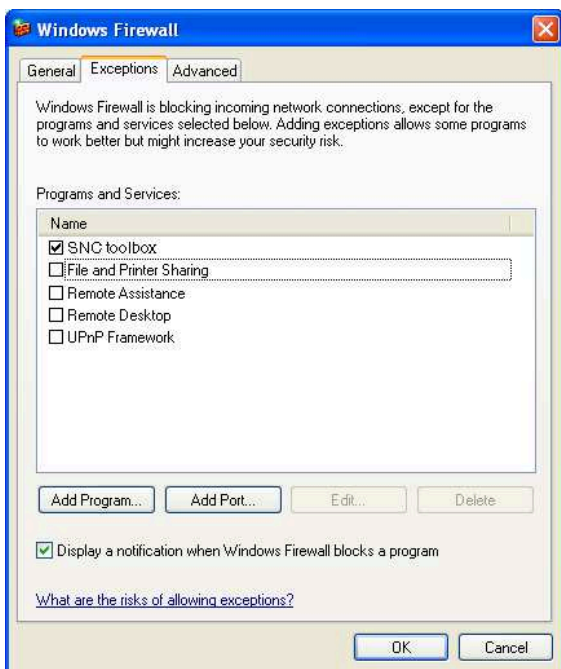 Windows Firewall
General Exceptions Advanced
Windows Firewall is blocking incoming network connections, except for the
programs and services selected below. Adding exceptions allows some programs
to work better but might increase your security risk.
Programs and Services:
Name
SNC toolbox
File and Printer Sharing
Remote Assistance
Remote Desktop
UPnP Framework
Add Program... Add Port... Edit... Delete
Display a notification when Windows Firewall blocks a program
What are the risks of allowing exceptions?
OK Cancel